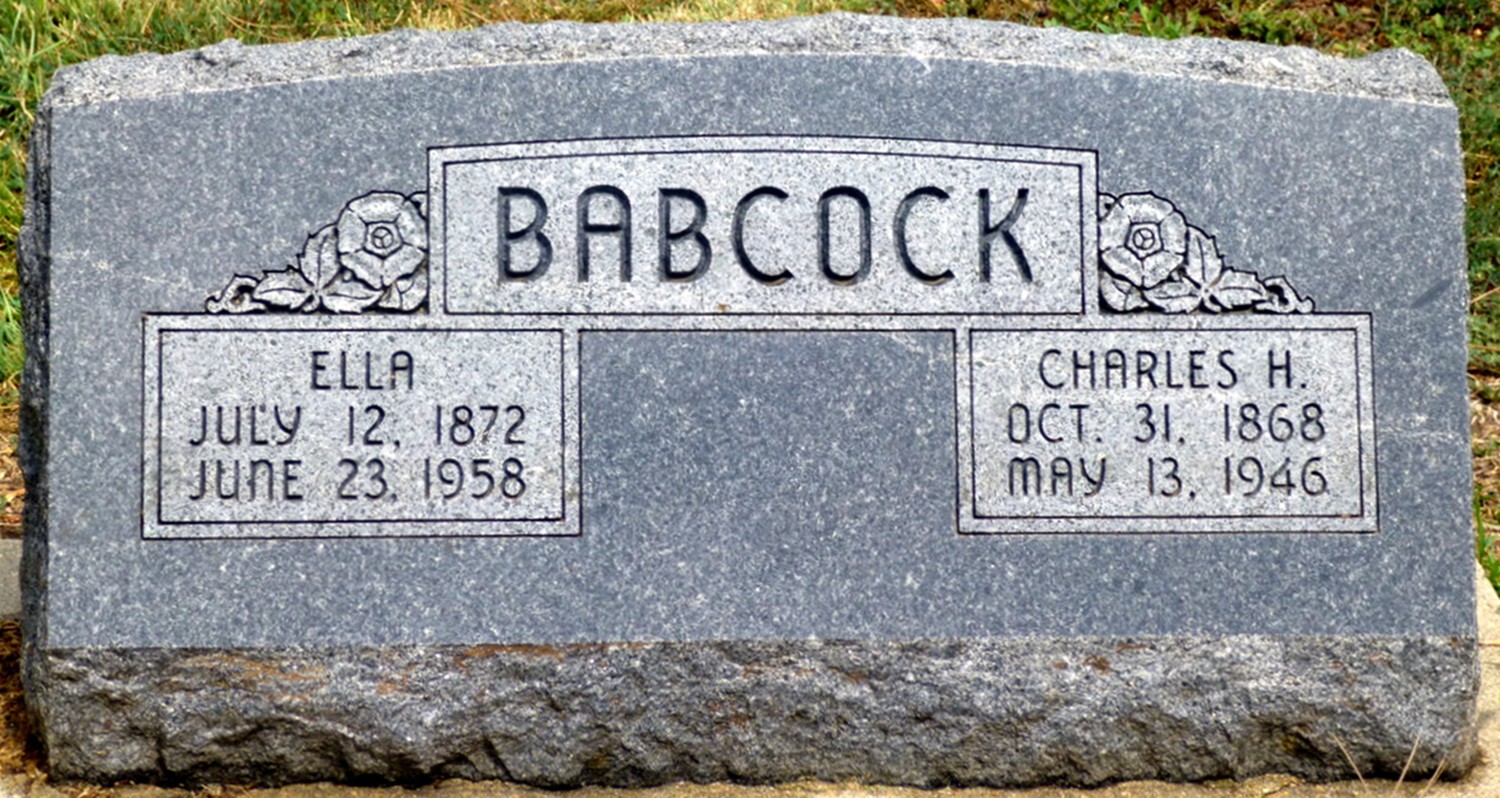 BABCOCK
ELLA
JULY 12, 1872
JUNE 23, 1958
CHARLES H.
OCT. 31, 1868
MAY 13, 1946